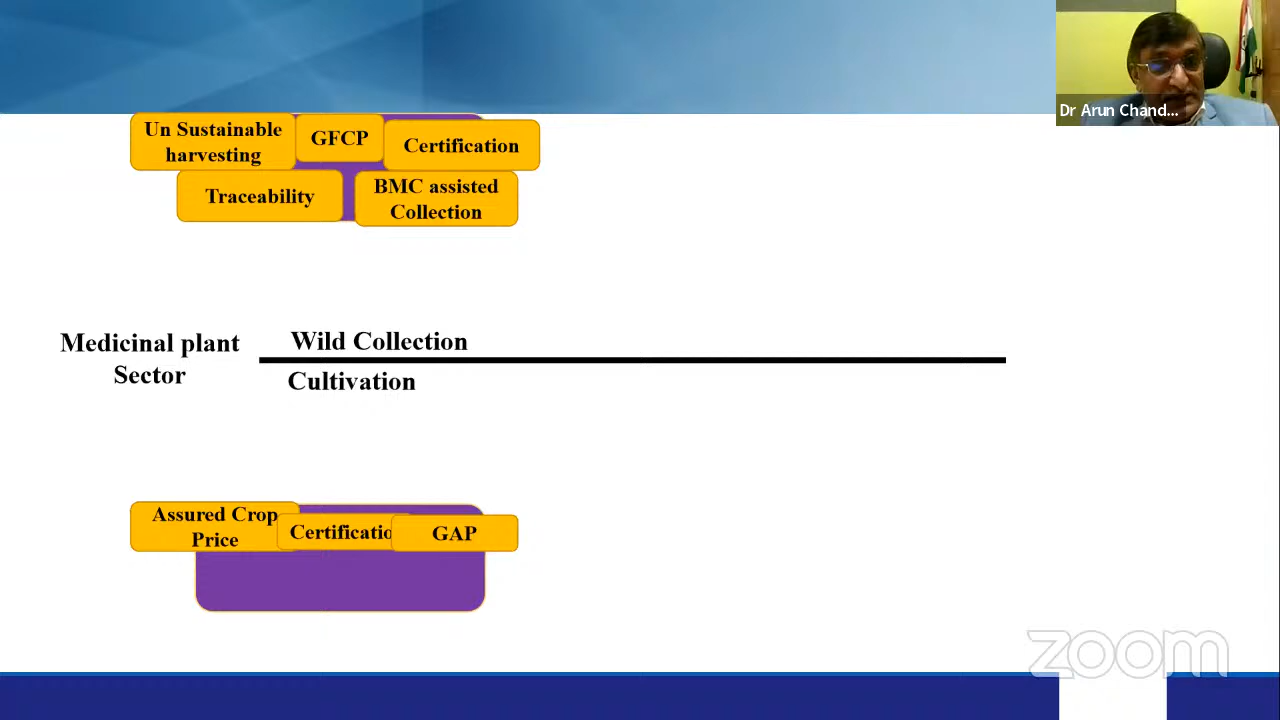 Un Sustainable
harvesting
GFCP
Certification
Traceability
BMC assisted
Collection
Dr Arun Chand...
Medicinal plant
Sector
Wild Collection
Cultivation
Assured Crop
Price
Certificatio
GAP
zoom